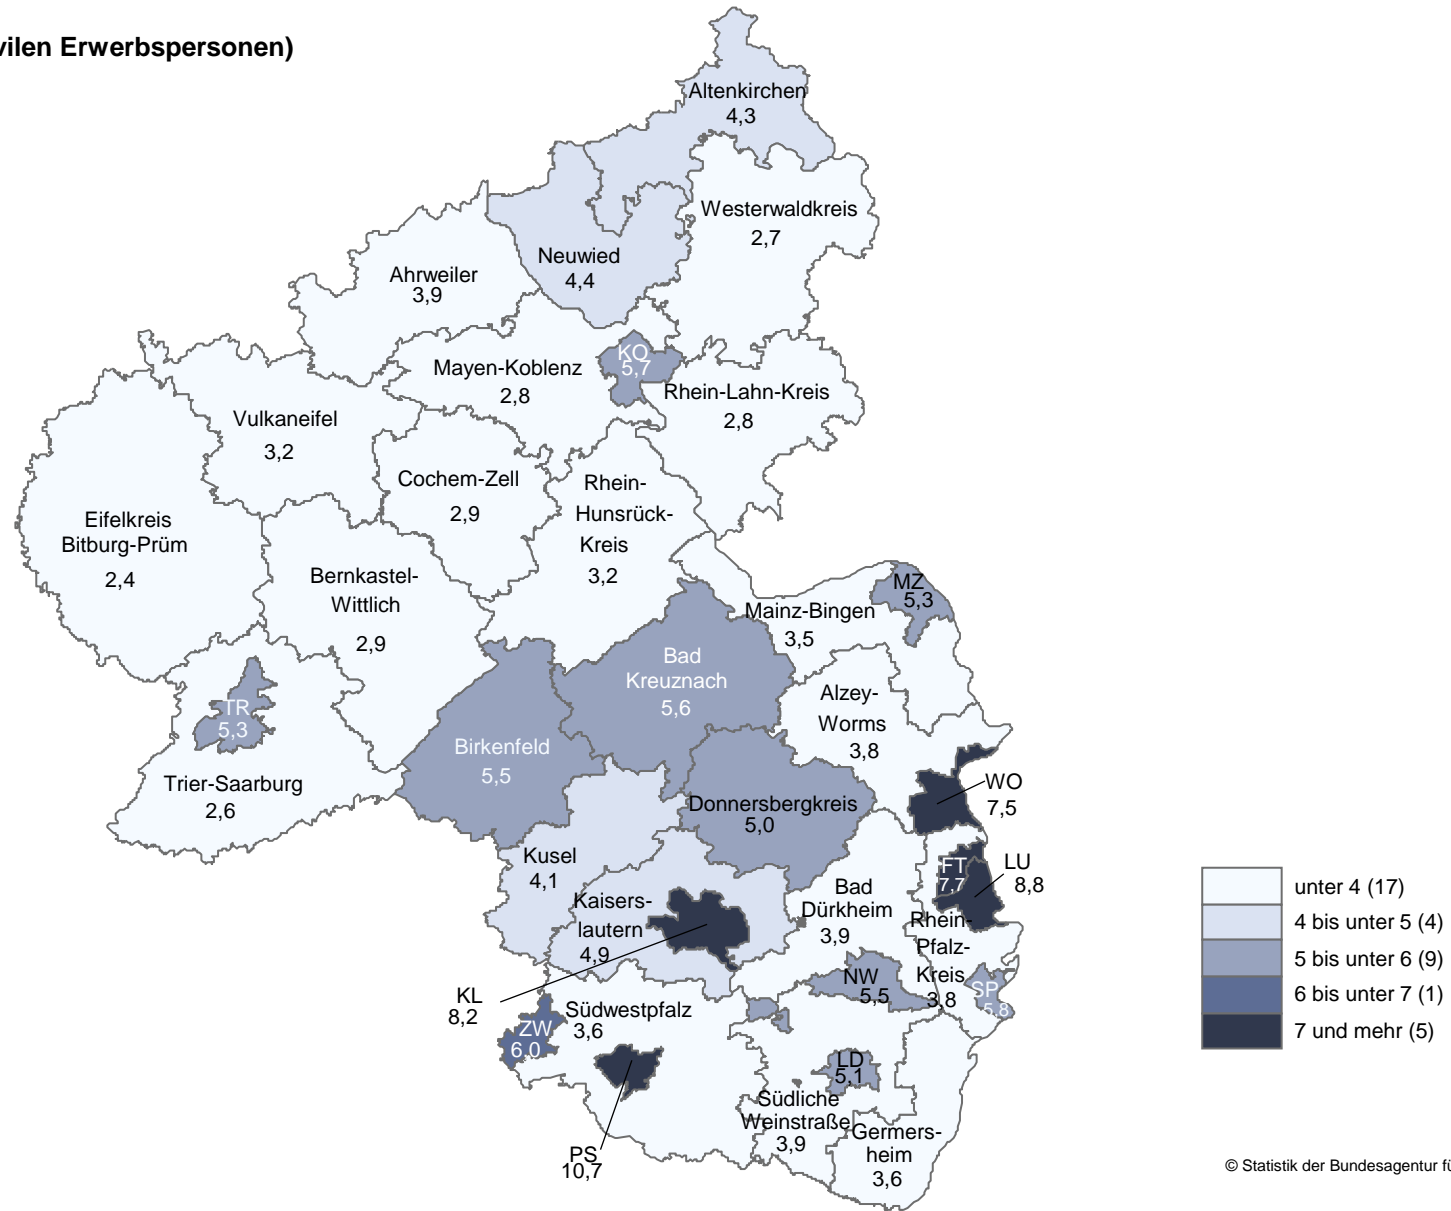 vilen Erwerbspersonen)
Altenkirchen
4,3
Westerwaldkreis
2,7
Neuwied
4,4
Ahrweiler
3,9
KO
5,7
Mayen-Koblenz
2,8
Rhein-Lahn-Kreis
2,8
Vulkaneifel
3,2
Cochem-Zell
2,9
Rhein-
Hunsrück-
Kreis
3,2
Eifelkreis
Bitburg-Prüm
2,4
Bernkastel-
Wittlich
2,9
MZ
5,3
Mainz-Bingen
3,5
Bad
Kreuznach
5,6
Alzey-
Worms
3,8
TR
5,3
Birkenfeld
5,5
Trier-Saarburg
2,6
WO
7,5
Donnersbergkreis
5,0
Kusel
4,1
FT
7,7
LU
8,8
Kaisers-
lautern
4,9
Bad
Dürkheim
3,9
Rhein-
Pfalz-
Kreis
3,8
NW
5,5
SP
5,8
KL
8,2
Südwestpfalz
3,6
ZW
6,0
LD
5,1
Südliche
Weinstraße
3,9
Germers-
heim
3,6
PS
10,7
unter 4 (17)
4 bis unter 5 (4)
5 bis unter 6 (9)
6 bis unter 7 (1)
7 und mehr (5)
© Statistik der Bundesagentur fü